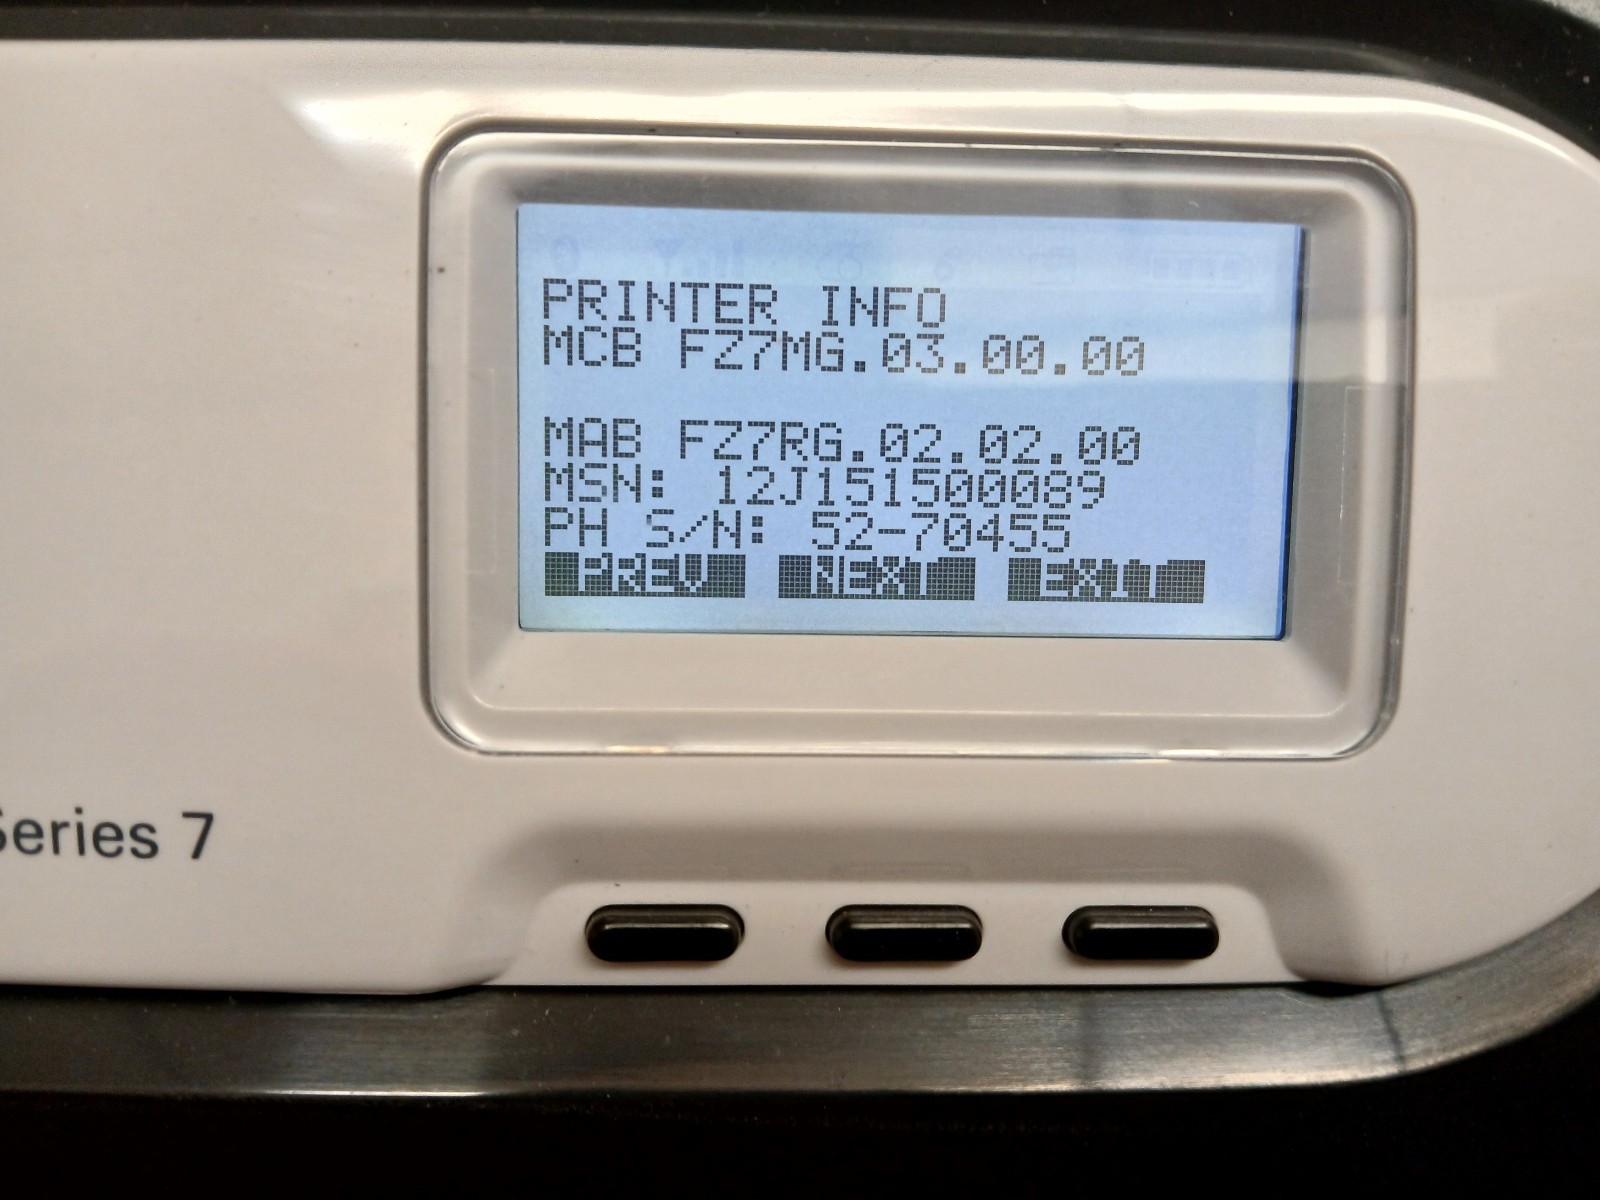 PRINTER INFO
MCB FZ7MG.03.00.00
MAB FZ7RG.02.02.00
MSN: 12J151500089
PH S/N: 52-70455
PREV NEXT EXIT
Series 7